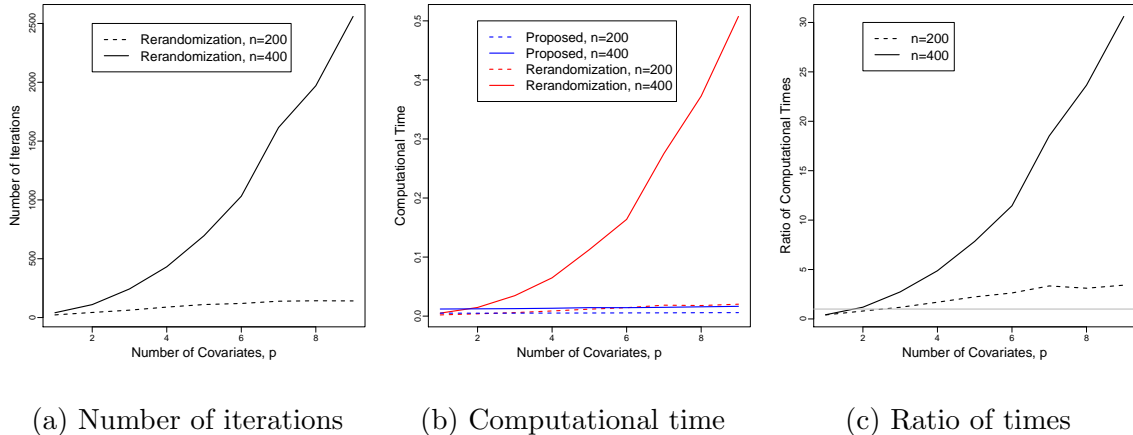 Number of Iterations
2500
2000
1500
1000
500
0
Rerandomization, n=200
Rerandomization, n=400
2
4
6
8
Number of Covariates, p
(a) Number of iterations
Computational Time
0.5
0.4
0.3
0.2
0.1
0.0
Proposed, n=200
Proposed, n=400
Rerandomization, n=200
Rerandomization, n=400
2
4
6
8
Number of Covariates, p
(b) Computational time
Ratio of Computational Times
30
25
20
15
10
5
0
n=200
n=400
2
4
6
8
Number of Covariates, p
(c) Ratio of times